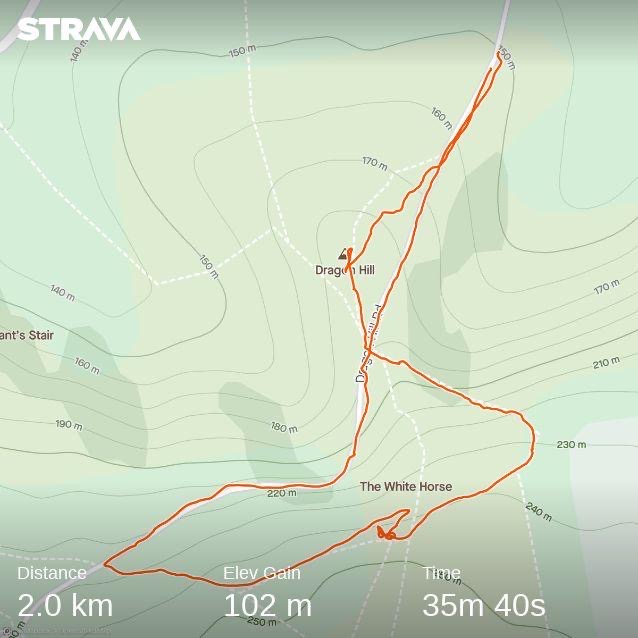 STRAVA
140 m
150 m
150 m
160 m
170 m
150 m
Dragon Hill
170 m
140 m
Dragon Hill Rd
ant's Stair
160 m
210 m
190 m
180 m
230 m
The White Horse
220 m
240 m
Distance
Elev Gain
Time
2.0 km
102 m
35m 40s
250 m